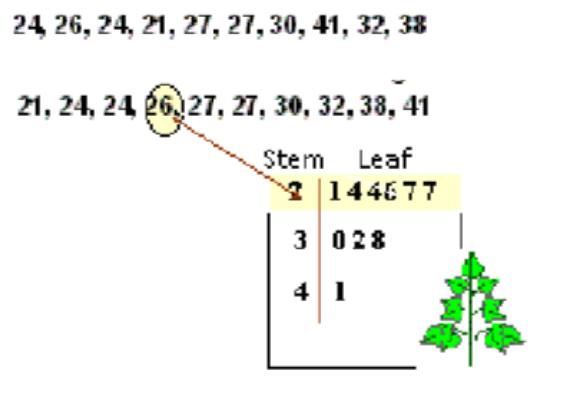 24, 26, 24, 21, 27, 27, 30, 41, 32, 38
21, 24, 24, 26, 27, 27, 30, 32, 38, 41
Stem Leaf
2 1 4 4 6 7 7
3 0 2 8
4 1